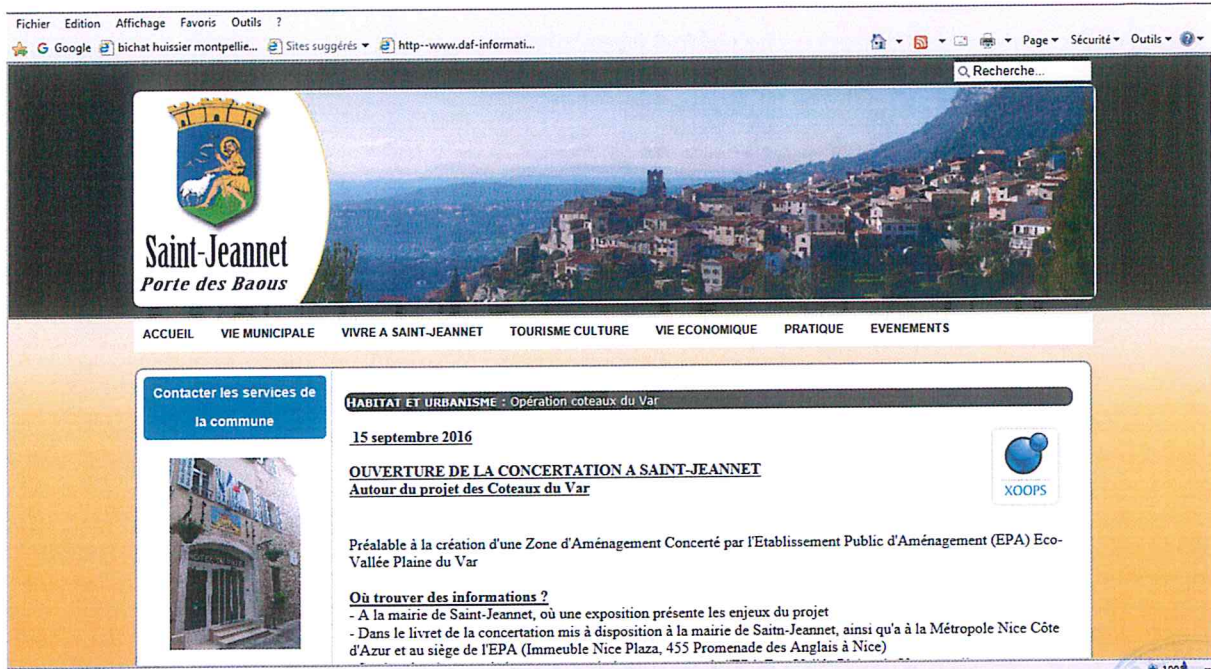 Fichier Edition Affichage Favoris Outils ?
G Google bichat huissier montpellie... Sites suggérés http--www.daf-informati... Page Sécurité Outils
Recherche...
Saint-Jeannet
Porte des Baous
ACCUEIL VIE MUNICIPALE VIVRE A SAINT-JEANNET TOURISME CULTURE VIE ECONOMIQUE PRATIQUE EVENEMENTS
Contacter les services de
la commune
HABITAT ET URBANISME : Opération coteaux du Var
15 septembre 2016
XOOPS
OUVERTURE DE LA CONCERTATION A SAINT-JEANNET
Autour du projet des Coteaux du Var
Préalable à la création d'une Zone d'Aménagement Concerté par l'Etablissement Public d'Aménagement (EPA) Eco-
Vallée Plaine du Var
Où trouver des informations ?
- A la mairie de Saint-Jeannet, où une exposition présente les enjeux du projet
- Dans le livret de la concertation mis à disposition à la mairie de Saitn-Jeannet, ainsi qu'a à la Métropole Nice Côte
d'Azur et au siège de l'EPA (Immeuble Nice Plaza, 455 Promenade des Anglais à Nice)